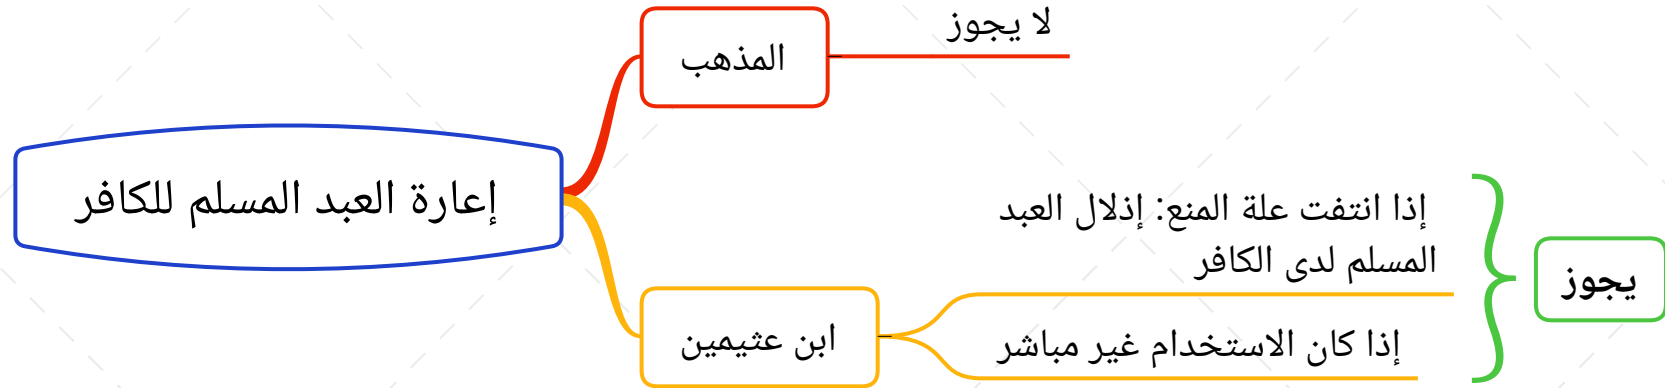 إعارة العبد المسلم للكافر
المذهب
لا يجوز
ابن عثيمين
إذا انتفت علة المنع: إذلال العبد
المسلم لدى الكافر
إذا كان الاستخدام غير مباشر
يجوز